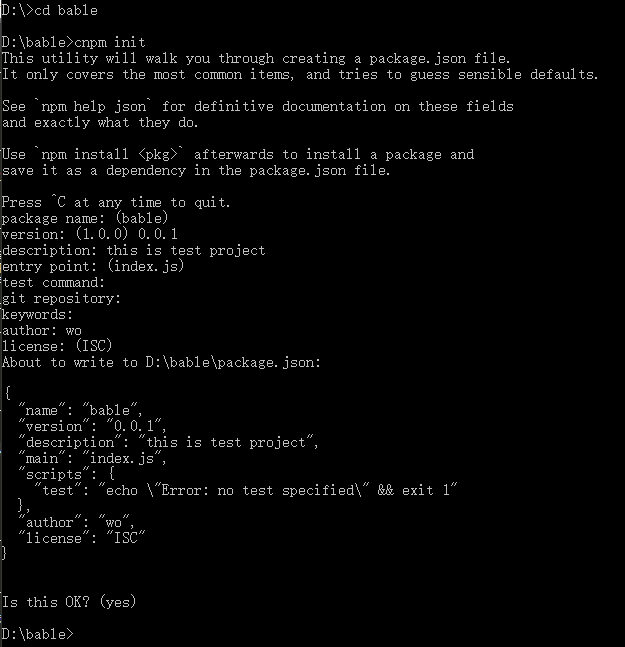 D:\>cd bable
D:\bable>cnpm init
This utility will walk you through creating a package.json file.
It only covers the most common items, and tries to guess sensible defaults.
See `npm help json` for definitive documentation on these fields
and exactly what they do.
Use `npm install <pkg>` afterwards to install a package and
save it as a dependency in the package.json file.
Press ^C at any time to quit.
package name: (bable)
version: (1.0.0) 0.0.1
description: this is test project
entry point: (index.js)
test command:
git repository:
keywords:
author: wo
license: (ISC)
About to write to D:\bable\package.json:
{
  "name": "bable",
  "version": "0.0.1",
  "description": "this is test project",
  "main": "index.js",
  "scripts": {
    "test": "echo \"Error: no test specified\" && exit 1"
  },
  "author": "wo",
  "license": "ISC"
}
Is this OK? (yes)
D:\bable>